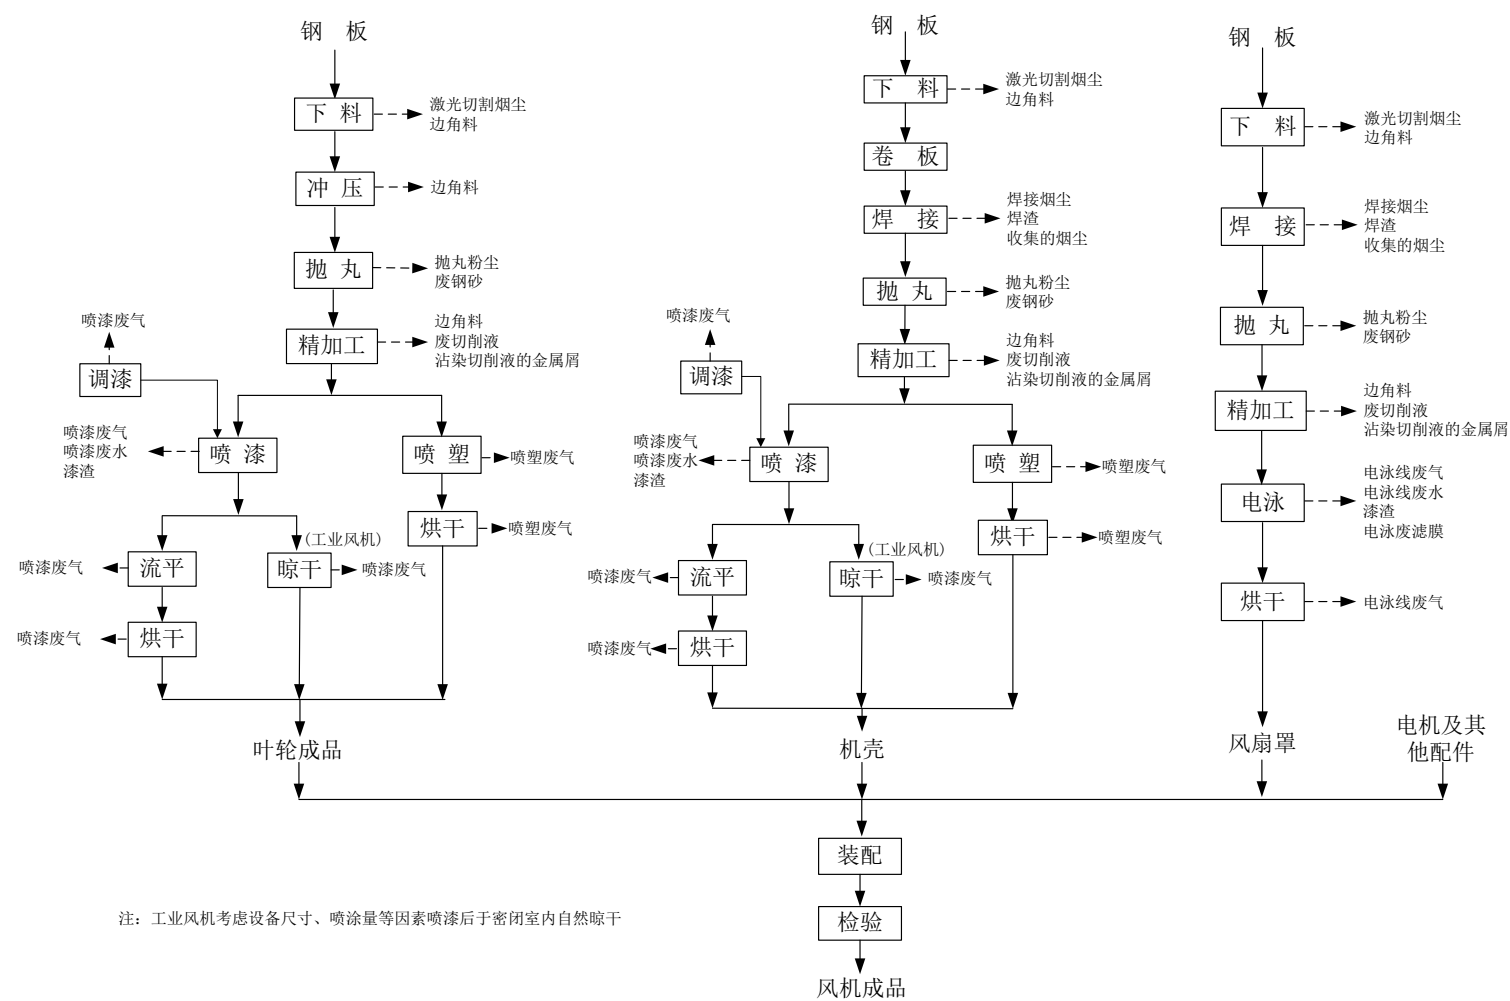 钢 板
下 料
激光切割烟尘
边角料
冲 压
边角料
抛 丸
抛丸粉尘
废钢砂
精加工
边角料
废切削液
沾染切削液的金属屑
喷漆废气
调漆
喷漆废气
喷漆废水
漆渣
喷 漆
喷 塑
喷塑废气
烘干
喷塑废气
(工业风机)
喷漆废气
流平
晾干
喷漆废气
喷漆废气
烘干
叶轮成品
钢 板
下 料
激光切割烟尘
边角料
卷 板
焊 接
焊接烟尘
焊渣
收集的烟尘
抛 丸
抛丸粉尘
废钢砂
精加工
边角料
废切削液
沾染切削液的金属屑
喷漆废气
调漆
喷漆废气
喷漆废水
漆渣
喷 漆
喷 塑
喷塑废气
烘干
喷塑废气
(工业风机)
喷漆废气
流平
晾干
喷漆废气
喷漆废气
烘干
机壳
钢 板
下 料
激光切割烟尘
边角料
焊 接
焊接烟尘
焊渣
收集的烟尘
抛 丸
抛丸粉尘
废钢砂
精加工
边角料
废切削液
沾染切削液的金属屑
电泳
电泳线废气
电泳线废水
漆渣
电泳废滤膜
烘干
电泳线废气
风扇罩
电机及其
他配件
装配
检验
风机成品
注：工业风机考虑设备尺寸、喷涂量等因素喷漆后于密闭室内自然晾干